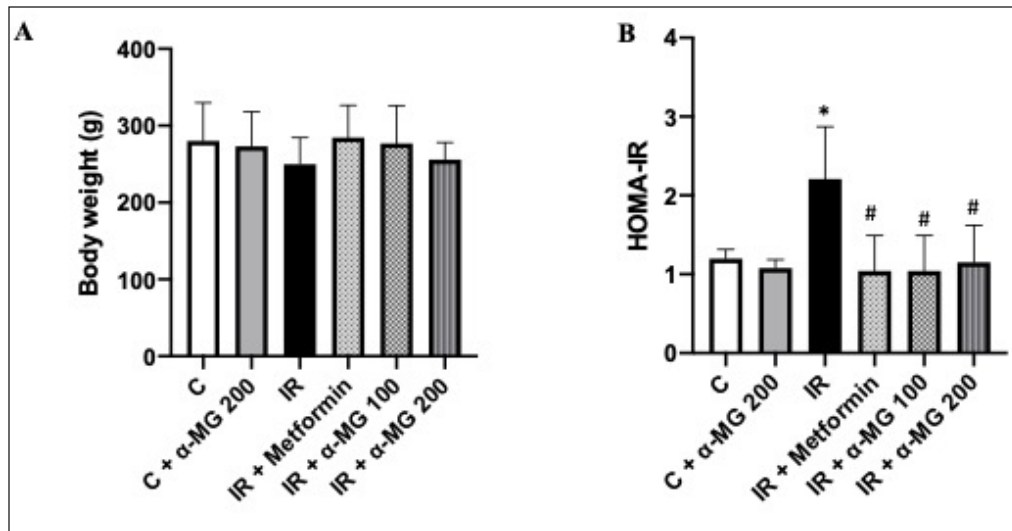 A
Body weight (g)
400
300
200
100
0
C
C + α-MG 200
IR
IR + Metformin
IR + α-MG 100
IR + α-MG 200
B
HOMA-IR
4
3
2
1
0
*
#
#
#
C
C + α-MG 200
IR
IR + Metformin
IR + α-MG 100
IR + α-MG 200